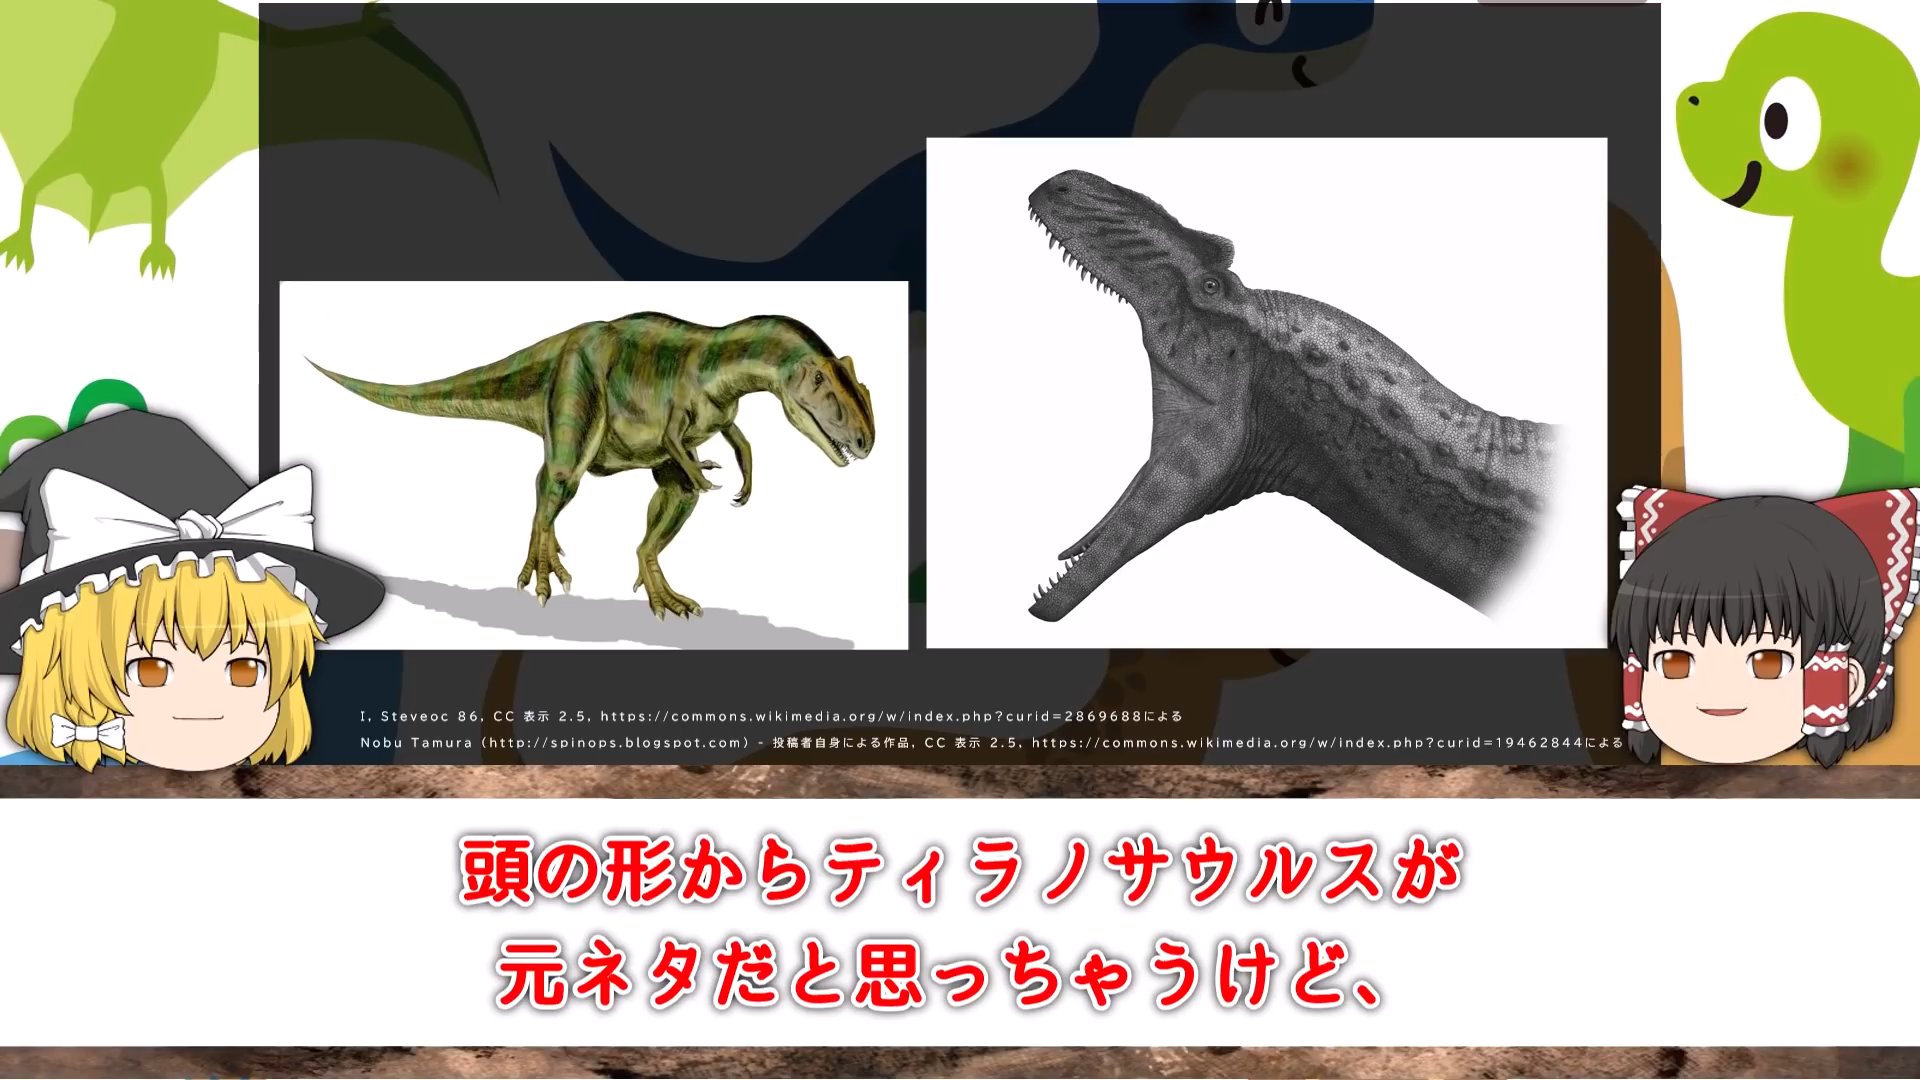 I, Steveoc 86, CC 表示 2.5, https://commons.wikimedia.org/w/index.php?curid=2869688による
Nobu Tamura (http://spinops.blogspot.com) - 投稿者自身による作品, CC 表示 2.5, https://commons.wikimedia.org/w/index.php?curid=19462844による
頭の形からティラノサウルスが
元ネタだと思っちゃうけど、